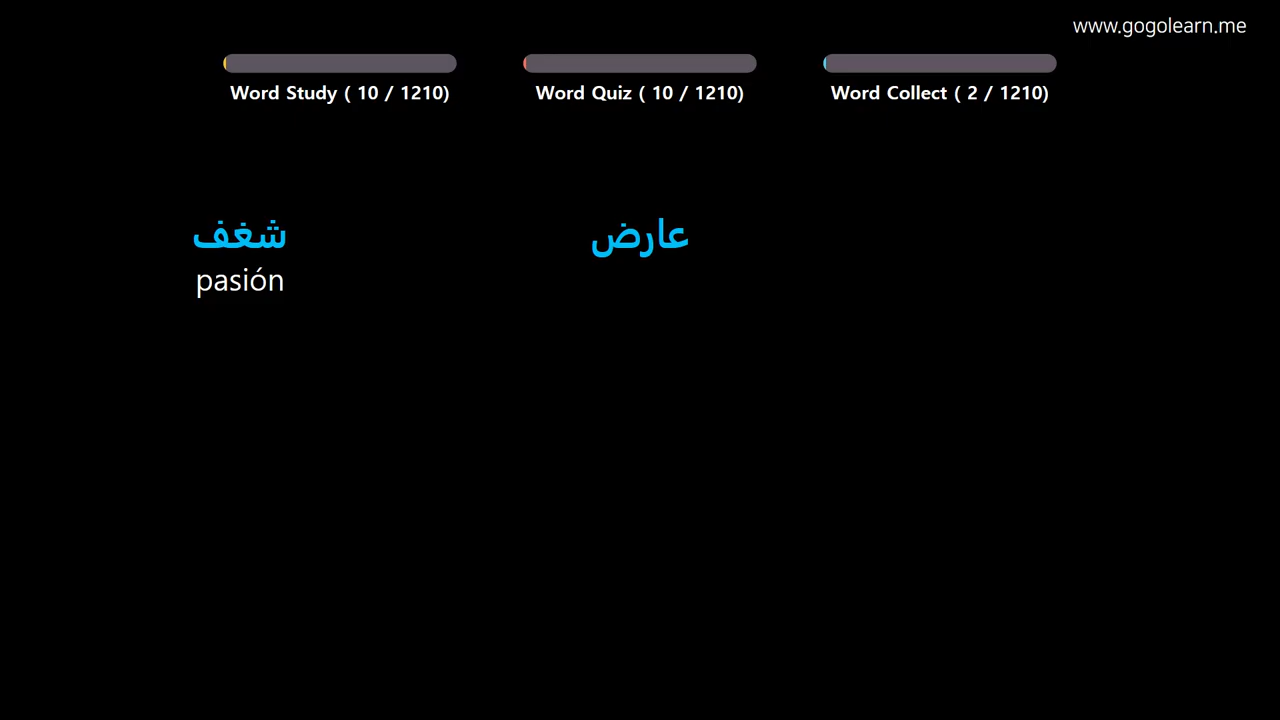 www.gogolearn.me
Word Study ( 10 / 1210)
Word Quiz ( 10 / 1210)
Word Collect ( 2 / 1210)
شغف
pasión
عارض